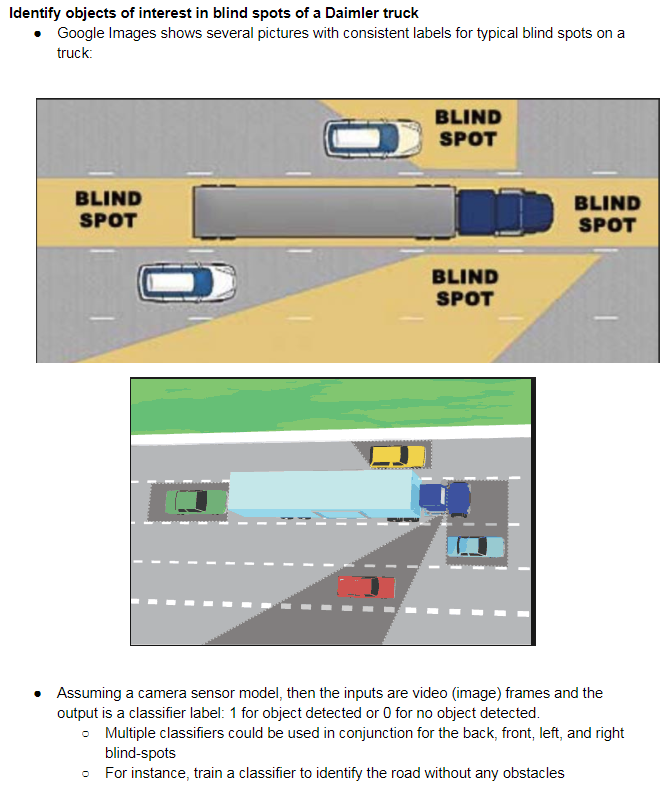 Identify objects of interest in blind spots of a Daimler truck
● Google Images shows several pictures with consistent labels for typical blind spots on a
truck:
BLIND
SPOT
BLIND
SPOT
BLIND
SPOT
BLIND
SPOT
● Assuming a camera sensor model, then the inputs are video (image) frames and the
output is a classifier label: 1 for object detected or 0 for no object detected.
○ Multiple classifiers could be used in conjunction for the back, front, left, and right
blind-spots
○ For instance, train a classifier to identify the road without any obstacles